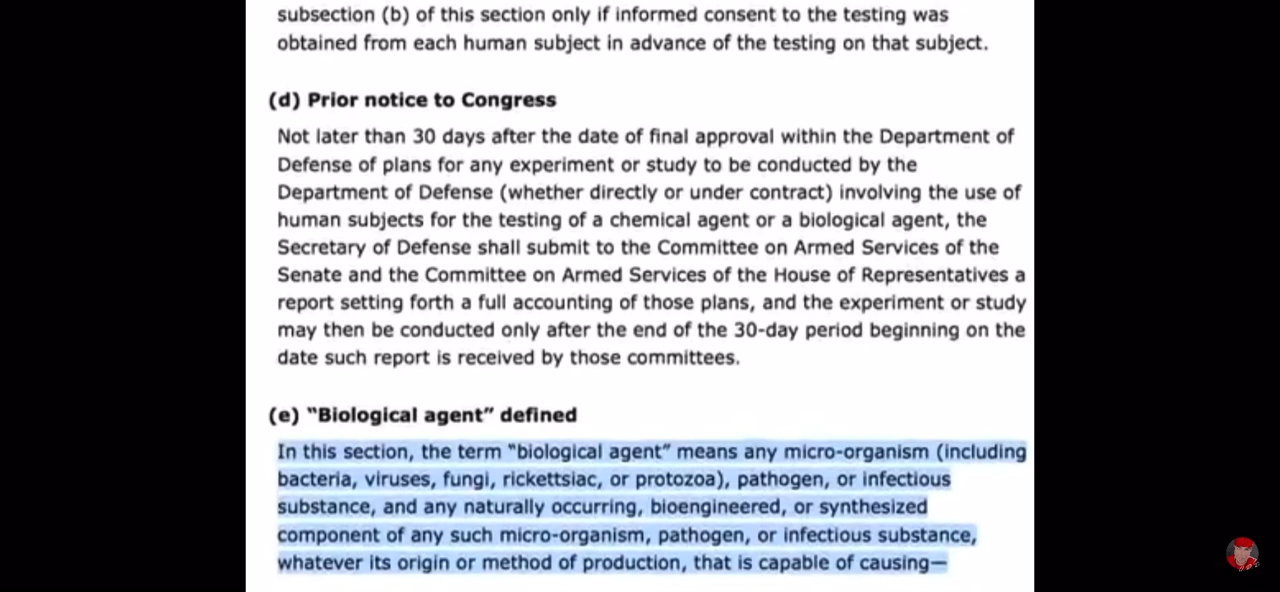 subsection (b) of this section only if informed consent to the testing was
obtained from each human subject in advance of the testing on that subject.
(d) Prior notice to Congress
Not later than 30 days after the date of final approval within the Department of
Defense of plans for any experiment or study to be conducted by the
Department of Defense (whether directly or under contract) involving the use of
human subjects for the testing of a chemical agent or a biological agent, the
Secretary of Defense shall submit to the Committee on Armed Services of the
Senate and the Committee on Armed Services of the House of Representatives a
report setting forth a full accounting of those plans, and the experiment or study
may then be conducted only after the end of the 30-day period beginning on the
date such report is received by those committees.
(e) "Biological agent" defined
In this section, the term "biological agent" means any micro-organism (including
bacteria, viruses, fungi, rickettsiac, or protozoa), pathogen, or infectious
substance, and any naturally occurring, bioengineered, or synthesized
component of any such micro-organism, pathogen, or infectious substance,
whatever its origin or method of production, that is capable of causing—